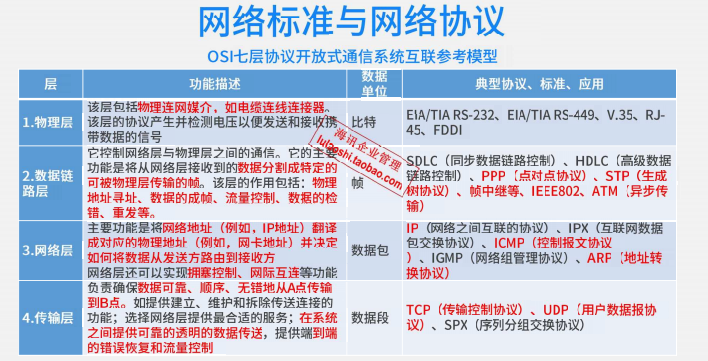 网络标准与网络协议
OSI七层协议开放式通信系统互联参考模型
层
功能描述
数据
单位
典型协议、标准、应用
1.物理层
该层包括物理连网媒介，如电缆连线连接器。
该层的协议产生并检测电压以便发送和接收携
带数据的信号
比特
EIA/TIA RS-232、EIA/TIA RS-449、V.35、RJ-
45、FDDI
2.数据链
路层
它控制网络层与物理层之间的通信。它的主要
功能是将从网络层接收到的数据分割成特定的
可被物理层传输的帧。该层的作用包括：物理
地址寻址、数据的成帧、流量控制、数据的检
错、重发等。
帧
SDLC（同步数据链路控制）、HDLC（高级数据
链路控制）、PPP（点对点协议）、STP（生成
树协议）、帧中继等、IEEE802、ATM（异步传
输）
3.网络层
主要功能是将网络地址（例如，IP地址）翻译
成对应的物理地址（例如，网卡地址）并决定
如何将数据从发送方路由到接收方
网络层还可以实现拥塞控制、网际互连等功能
数据包
IP（网络之间互联的协议）、IPX（互联网数据
包交换协议）、ICMP（控制报文协议
）、IGMP（网络组管理协议）、ARP（地址转
换协议）
4.传输层
负责确保数据可靠、顺序、无错地从A点传输
到B点。如提供建立、维护和拆除传送连接的
功能；选择网络层提供最合适的服务；在系统
之间提供可靠的透明的数据传送，提供端到端
的错误恢复和流量控制
数据段
TCP（传输控制协议）、UDP（用户数据报协
议）、SPX（序列分组交换协议）
海讯企业管理
lulaoshi.taobao.com